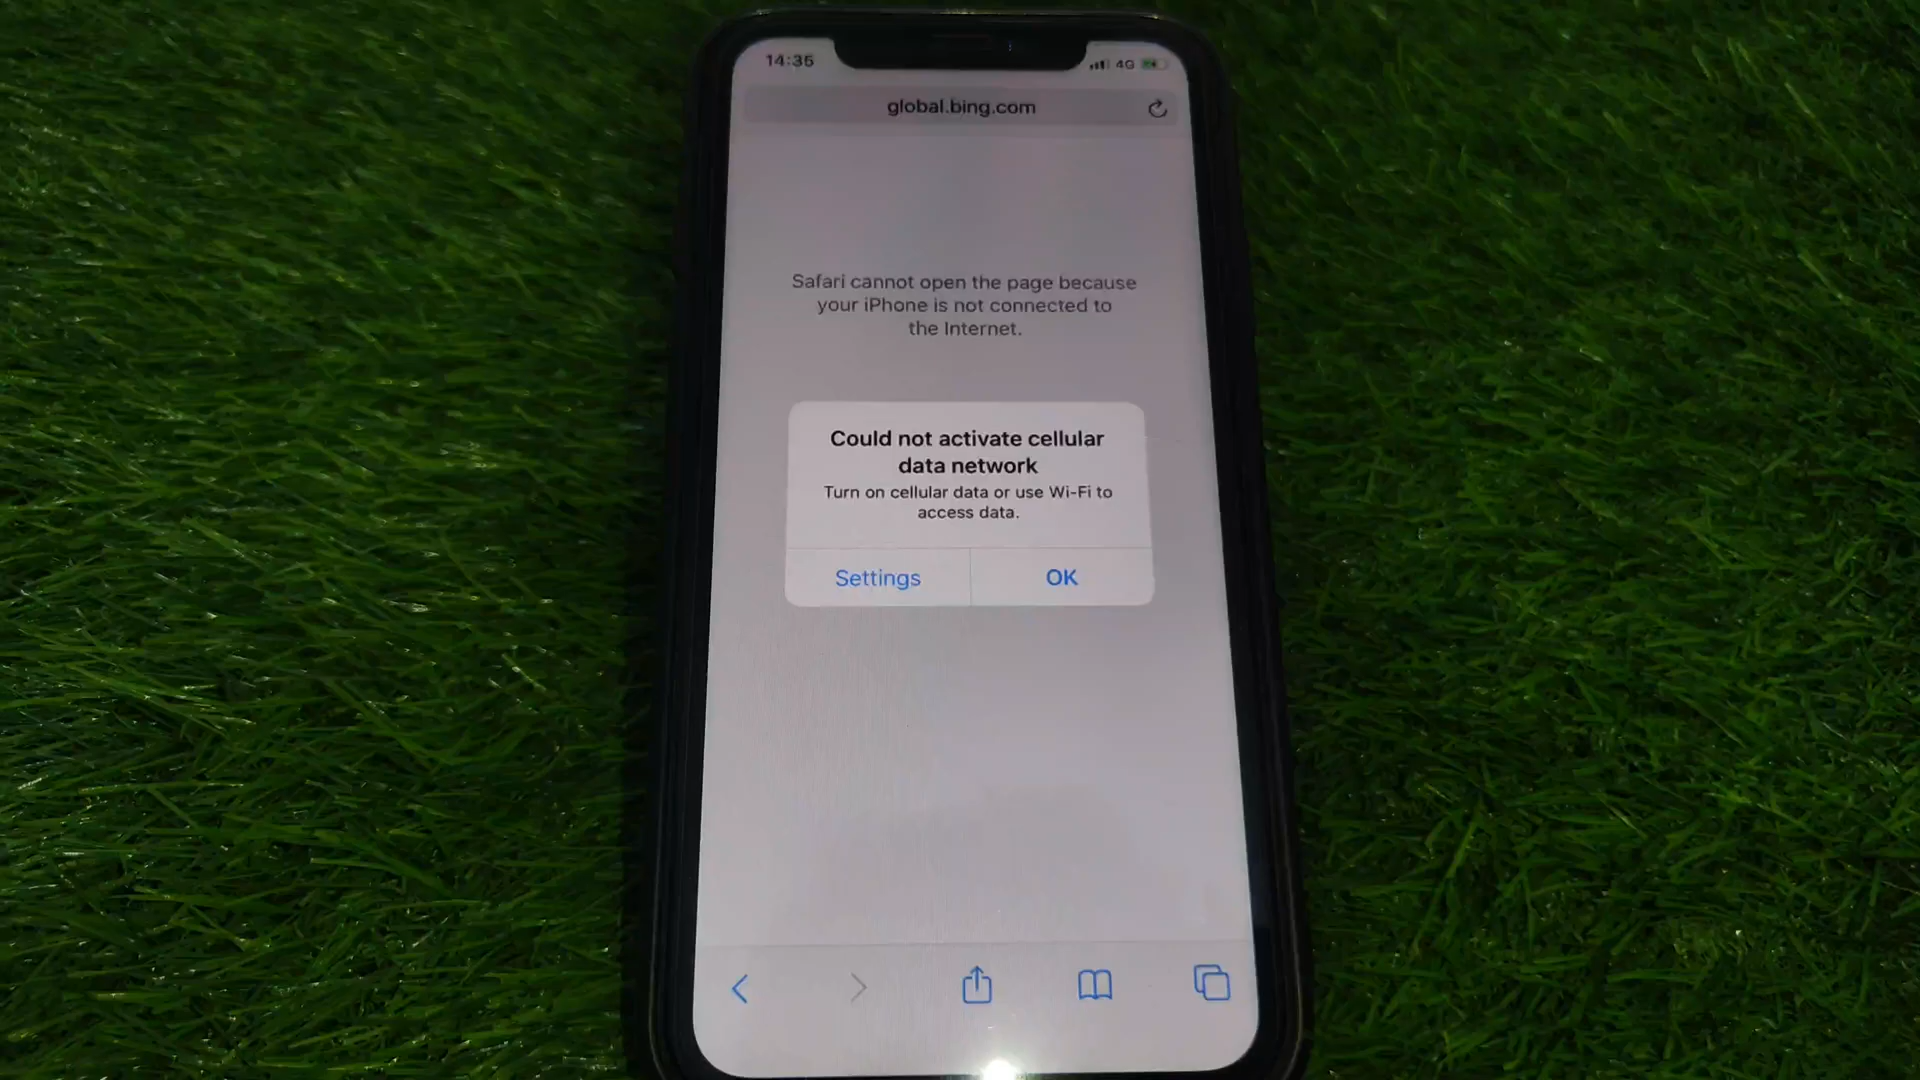 14:35
4G
global.bing.com
Safari cannot open the page because
your iPhone is not connected to
the Internet.
Could not activate cellular
data network
Turn on cellular data or use Wi-Fi to
access data.
Settings
OK